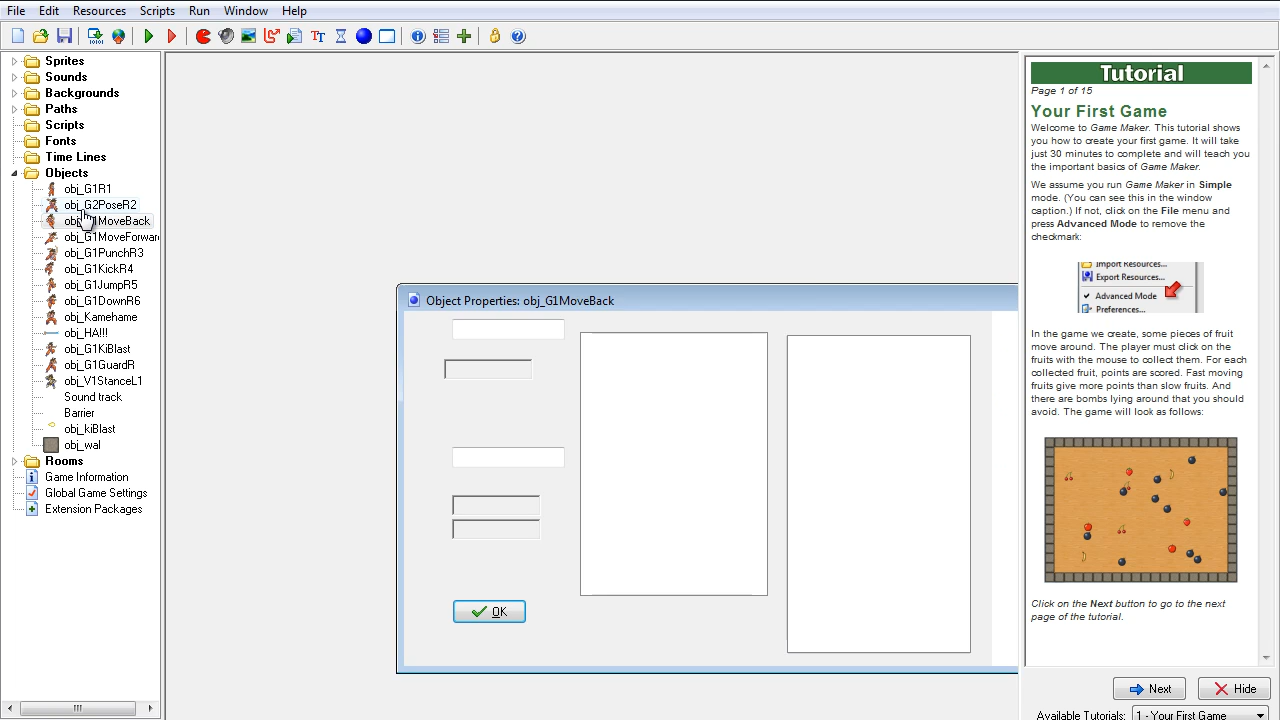 File Edit Resources Scripts Run Window Help
Sprites
Sounds
Backgrounds
Paths
Scripts
Fonts
Time Lines
Objects
obj_G1R1
obj_G2PoseR2
MoveBack
obj_G1MoveForwar
obj_G1PunchR3
obj_G1KickR4
obj_G1JumpR5
obj_G1DownR6
obj_Kamehame
obj_HA!!!
obj_G1KiBlast
obj_G1GuardR
obj_V1StanceL1
Sound track
Barrier
obj_kiBlast
obj_wal
Rooms
Game Information
Global Game Settings
Extension Packages
Object Properties: obj_G1MoveBack
OK
Tutorial
Page 1 of 15
Your First Game
Welcome to Game Maker. This tutorial shows
you how to create your first game. It will take
just 30 minutes to complete and will teach you
the important basics of Game Maker.
We assume you run Game Maker in Simple
mode. (You can see this in the window
caption.) If not, click on the File menu and
press Advanced Mode to remove the
checkmark:
Import Resources...
Export Resources...
Advanced Mode
Preferences...
In the game we create, some pieces of fruit
move around. The player must click on the
fruits with the mouse to collect them. For each
collected fruit, points are scored. Fast moving
fruits give more points than slow fruits. And
there are bombs lying around that you should
avoid. The game will look as follows:
Click on the Next button to go to the next
page of the tutorial.
Next Hide
Available Tutorials: 1 - Your First Game